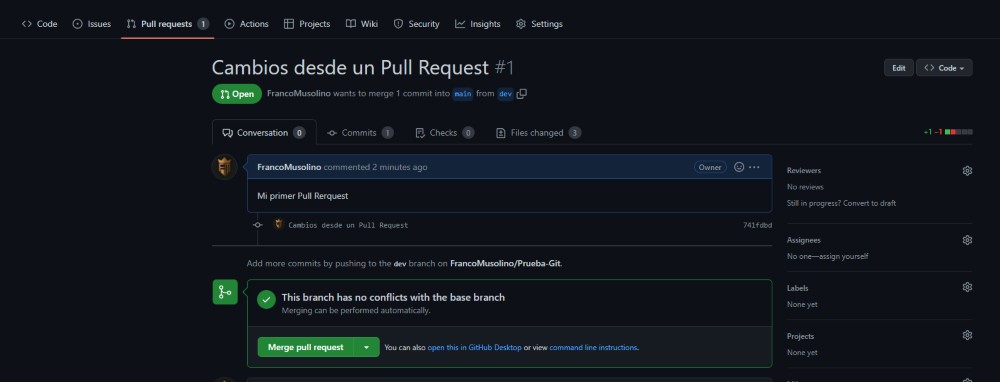 Code Issues Pull requests 1 Actions Projects Wiki Security Insights Settings
Cambios desde un Pull Request #1
Edit Code
Open FrancoMusolino wants to merge 1 commit into main from dev
Conversation 0 Commits 1 Checks 0 Files changed 3 +1 −1
FrancoMusolino commented 2 minutes ago Owner
Mi primer Pull Rerquest
Cambios desde un Pull Request 741fdbd
Add more commits by pushing to the dev branch on FrancoMusolino/Prueba-Git.
This branch has no conflicts with the base branch
Merging can be performed automatically.
Merge pull request You can also open this in GitHub Desktop or view command line instructions.
Reviewers
No reviews
Still in progress? Convert to draft
Assignees
No one—assign yourself
Labels
None yet
Projects
None yet